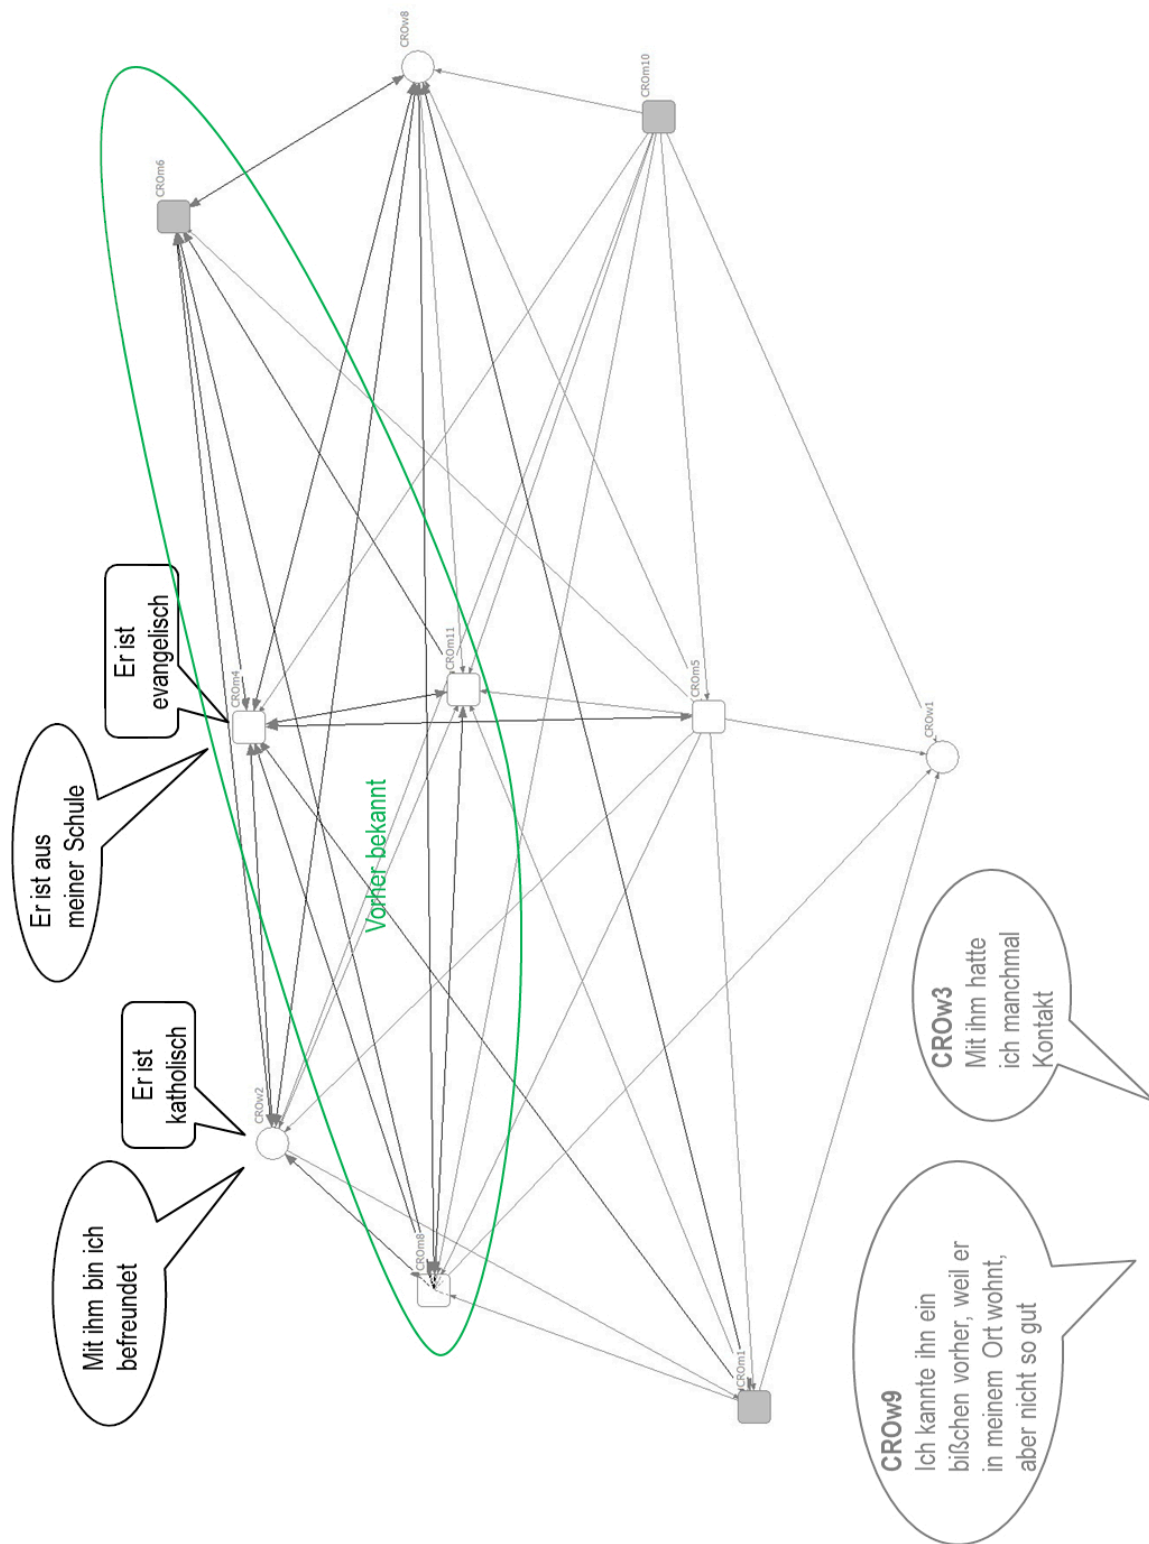 Mit ihm bin ich
befreundet
Er ist
katholisch
Er ist aus
meiner Schule
Er ist
evangelisch
CROw2
CROm4
CROm6
CROw8
CROm8
Vorher bekannt
CROm11
CROm10
CROm1
CROm5
CROw1
CROw9
Ich kannte ihn ein
bißchen vorher, weil er
in meinem Ort wohnt,
aber nicht so gut
CROw3
Mit ihm hatte
ich manchmal
Kontakt